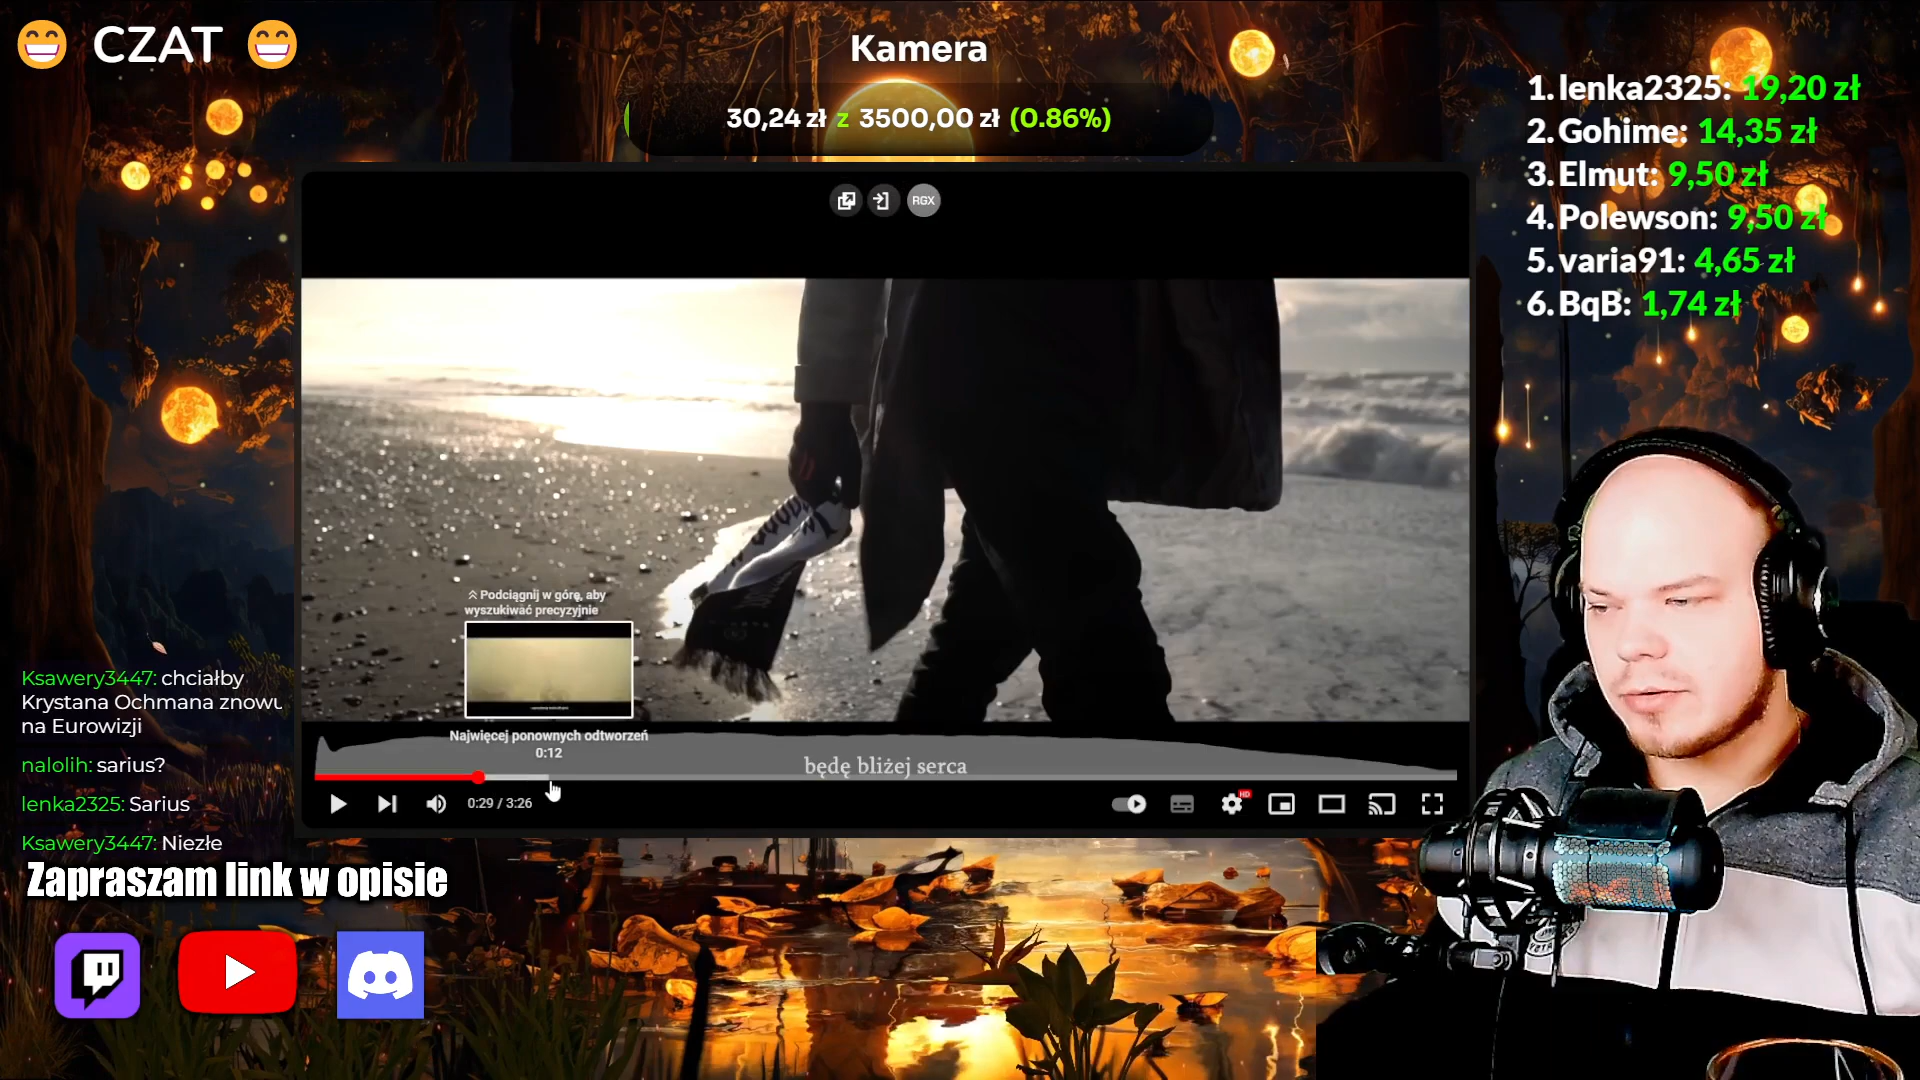 CZAT
Kamera
30,24 zł z 3500,00 zł (0.86%)
1. lenka2325: 19,20 zł
2. Gohime: 14,35 zł
3. Elmut: 9,50 zł
4. Polewson: 9,50 zł
5. varia91: 4,65 zł
6. BqB: 1,74 zł
RGX
GOOD
Podciągnij w górę, aby
wyszukiwać precyzyjnie
Najwięcej ponownych odtworzeń
0:12
będę bliżej serca
0:29 / 3:26
HD
Ksawery3447: chciałby
Krystana Ochmana znowu
na Eurowizji
nalolih: sarius?
lenka2325: Sarius
Ksawery3447: Niezłe
Zapraszam link w opisie